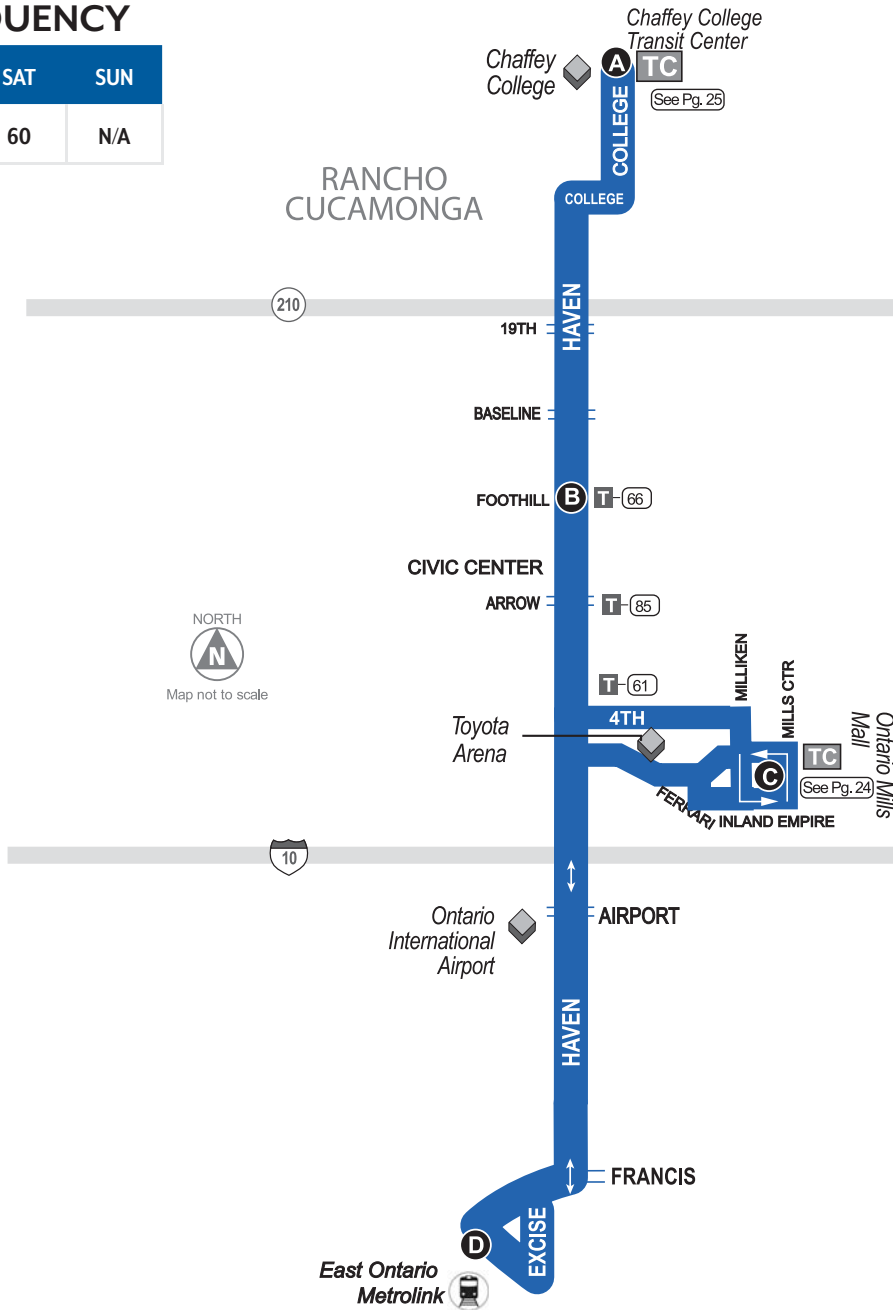 SAT SUN
60 N/A
Chaffey College
Transit Center
Chaffey
College
A
TC
See Pg. 25
COLLEGE
COLLEGE
RANCHO
CUCAMONGA
210
HAVEN
19TH
BASELINE
FOOTHILL
B
T
66
CIVIC CENTER
ARROW
T
85
NORTH
N
Map not to scale
T
61
MILLIKEN
MILLS CTR
4TH
Toyota
Arena
Ontario Mills
Mall
TC
C
See Pg. 24
FERRARI
INLAND EMPIRE
10
Ontario
International
Airport
AIRPORT
HAVEN
FRANCIS
EXCISE
D
East Ontario
Metrolink